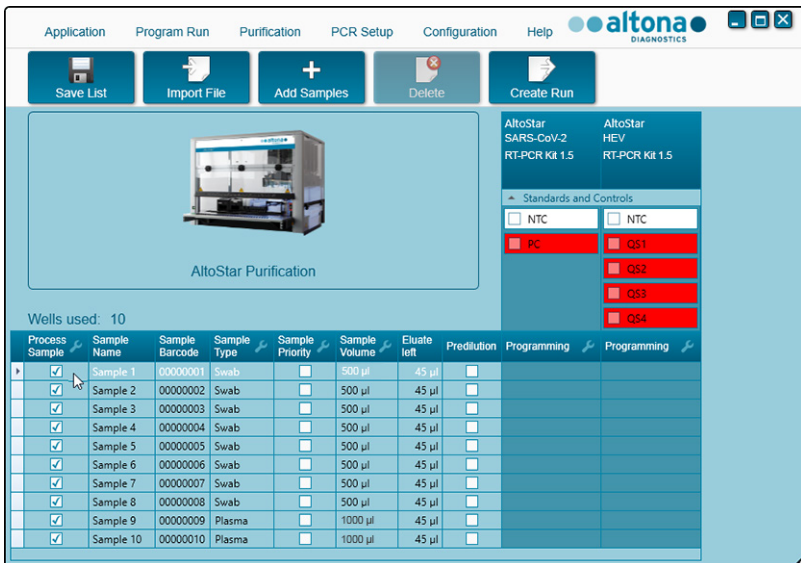 Application Program Run Purification PCR Setup Configuration Help altona
DIAGNOSTICS
Save List Import File Add Samples Delete Create Run
AltoStar AltoStar
SARS-CoV-2 HEV
RT-PCR Kit 1.5 RT-PCR Kit 1.5
Standards and Controls
NTC NTC
PC QS1
QS2
QS3
QS4
altona
AltoStar Purification
Wells used: 10
Process Sample Sample Sample Sample Sample Eluate Predilution Programming Programming
Sample Name Barcode Type Priority Volume left
Sample 1 00000001 Swab 500 µl 45 µl
Sample 2 00000002 Swab 500 µl 45 µl
Sample 3 00000003 Swab 500 µl 45 µl
Sample 4 00000004 Swab 500 µl 45 µl
Sample 5 00000005 Swab 500 µl 45 µl
Sample 6 00000006 Swab 500 µl 45 µl
Sample 7 00000007 Swab 500 µl 45 µl
Sample 8 00000008 Swab 500 µl 45 µl
Sample 9 00000009 Plasma 1000 µl 45 µl
Sample 10 00000010 Plasma 1000 µl 45 µl